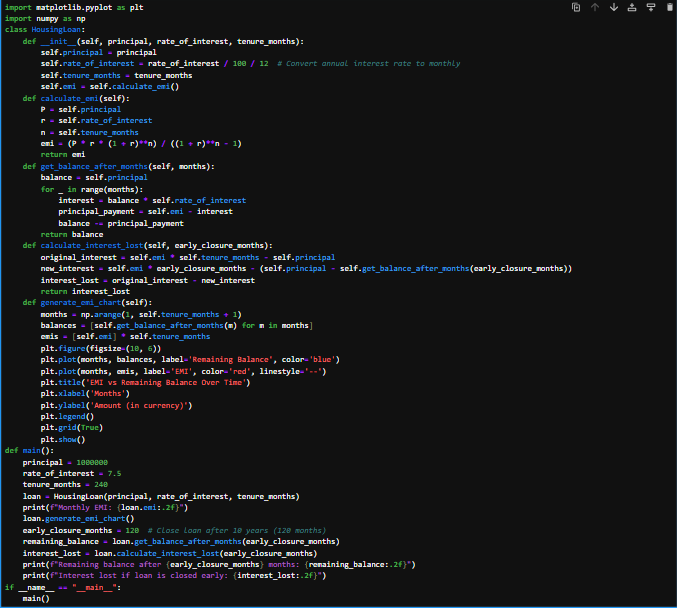 import matplotlib.pyplot as plt
import numpy as np
class HousingLoan:
    def __init__(self, principal, rate_of_interest, tenure_months):
        self.principal = principal
        self.rate_of_interest = rate_of_interest / 100 / 12  # Convert annual interest rate to monthly
        self.tenure_months = tenure_months
        self.emi = self.calculate_emi()
    def calculate_emi(self):
        P = self.principal
        r = self.rate_of_interest
        n = self.tenure_months
        emi = (P * r * (1 + r)**n) / ((1 + r)**n - 1)
        return emi
    def get_balance_after_months(self, months):
        balance = self.principal
        for _ in range(months):
            interest = balance * self.rate_of_interest
            principal_payment = self.emi - interest
            balance -= principal_payment
        return balance
    def calculate_interest_lost(self, early_closure_months):
        original_interest = self.emi * self.tenure_months - self.principal
        new_interest = self.emi * early_closure_months - (self.principal - self.get_balance_after_months(early_closure_months))
        interest_lost = original_interest - new_interest
        return interest_lost
    def generate_emi_chart(self):
        months = np.arange(1, self.tenure_months + 1)
        balances = [self.get_balance_after_months(m) for m in months]
        emis = [self.emi] * self.tenure_months
        plt.figure(figsize=(10, 6))
        plt.plot(months, balances, label='Remaining Balance', color='blue')
        plt.plot(months, emis, label='EMI', color='red', linestyle='--')
        plt.title('EMI vs Remaining Balance Over Time')
        plt.xlabel('Months')
        plt.ylabel('Amount (in currency)')
        plt.legend()
        plt.grid(True)
        plt.show()
def main():
    principal = 1000000
    rate_of_interest = 7.5
    tenure_months = 240
    loan = HousingLoan(principal, rate_of_interest, tenure_months)
    print(f"Monthly EMI: {loan.emi:.2f}")
    loan.generate_emi_chart()
    early_closure_months = 120  # Close loan after 10 years (120 months)
    remaining_balance = loan.get_balance_after_months(early_closure_months)
    interest_lost = loan.calculate_interest_lost(early_closure_months)
    print(f"Remaining balance after {early_closure_months} months: {remaining_balance:.2f}")
    print(f"Interest lost if loan is closed early: {interest_lost:.2f}")
if __name__ == "__main__":
    main()